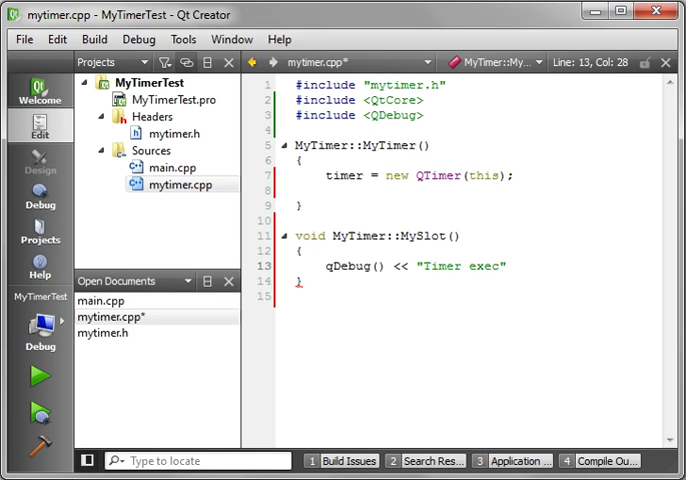 mytimer.cpp - MyTimerTest - Qt Creator
File Edit Build Debug Tools Window Help
Projects
mytimer.cpp*
MyTimer::My...
Line: 13, Col: 28
Welcome
Edit
Design
Debug
Projects
Help
MyTimerTest
Debug
MyTimerTest
MyTimerTest.pro
Headers
mytimer.h
Sources
main.cpp
mytimer.cpp
Open Documents
main.cpp
mytimer.cpp*
mytimer.h
1 #include "mytimer.h"
2 #include <QtCore>
3 #include <QDebug>
4
5 MyTimer::MyTimer()
6 {
7 timer = new QTimer(this);
8
9 }
10
11 void MyTimer::MySlot()
12 {
13 qDebug() << "Timer exec"
14 }
15
Type to locate
1 Build Issues
2 Search Res...
3 Application ...
4 Compile Ou...